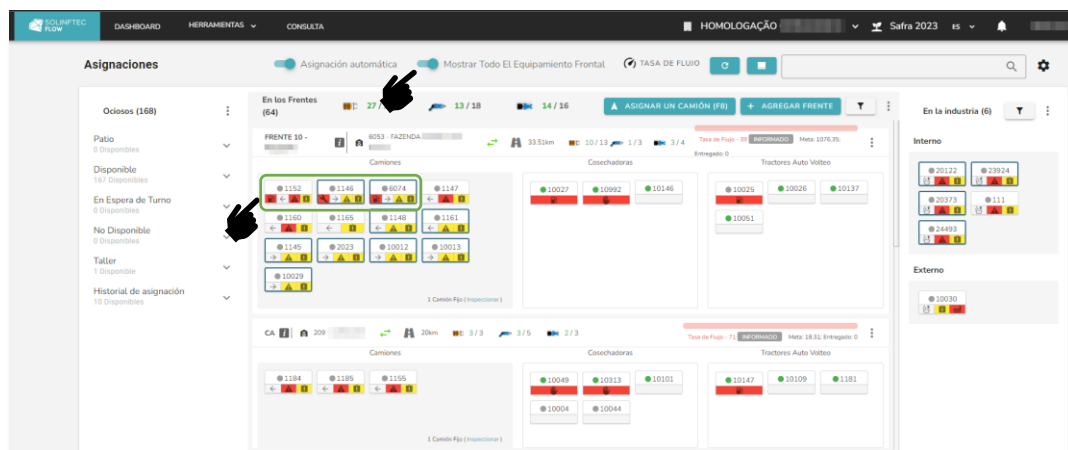 SOLINFTEC
FLOW
DASHBOARD
HERRAMIENTAS
CONSULTA
HOMOLOGAÇÃO
Safra 2023
ES
Asignaciones
Asignación automática
Mostrar Todo El Equipamiento Frontal
TASA DE FLUJO
Ociosos (168)
Patio
0 Disponibles
Disponible
167 Disponibles
En Espera de Turno
0 Disponibles
No Disponible
0 Disponibles
Taller
1 Disponible
Historial de asignación
10 Disponibles
En los Frentes
(64)
27 /
13 / 18
14 / 16
ASIGNAR UN CAMIÓN (F8)
+ AGREGAR FRENTE
FRENTE 10 -
6053 - FAZENDA
33.51km
10/13
1/3
3/4
Tasa de Flujo - 39
INFORMADO
Meta: 1076,35;
Entregado: 0
Camiones
Cosechadoras
Tractores Auto Volteo
1152
1146
6074
1147
1160
1165
1148
1161
1145
2023
10012
10013
10029
1 Camión Fijo (Inspeccionar)
10027
10992
10146
10025
10026
10137
10051
CA
209
20km
3/3
3/5
2/3
Tasa de Flujo - 71
INFORMADO
Meta: 18.31; Entregado: 0
Camiones
Cosechadoras
Tractores Auto Volteo
1184
1185
1155
1 Camión Fijo (Inspeccionar)
10049
10313
10101
10004
10044
10147
10109
1181
En la industria (6)
Interno
20122
23924
20373
111
24493
Externo
10030